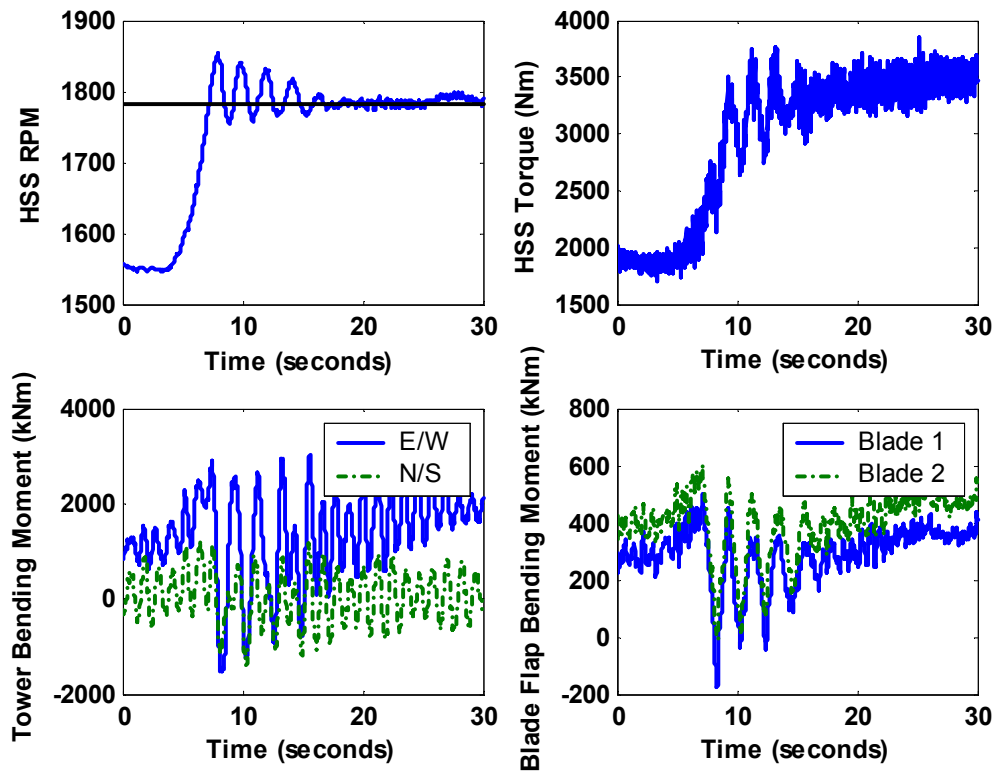 HSS RPM
1900
1800
1700
1600
1500
0 10 20 30
Time (seconds)
HSS Torque (Nm)
4000
3500
3000
2500
2000
1500
0 10 20 30
Time (seconds)
Tower Bending Moment (kNm)
4000
2000
0
-2000
E/W
N/S
0 10 20 30
Time (seconds)
Blade Flap Bending Moment (kNm)
800
600
400
200
0
-200
Blade 1
Blade 2
0 10 20 30
Time (seconds)